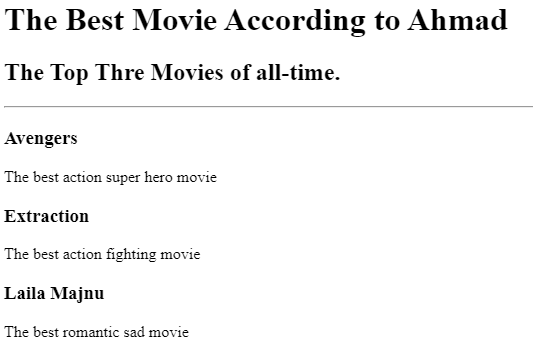 The Best Movie According to Ahmad
The Top Thre Movies of all-time.
Avengers
The best action super hero movie
Extraction
The best action fighting movie
Laila Majnu
The best romantic sad movie